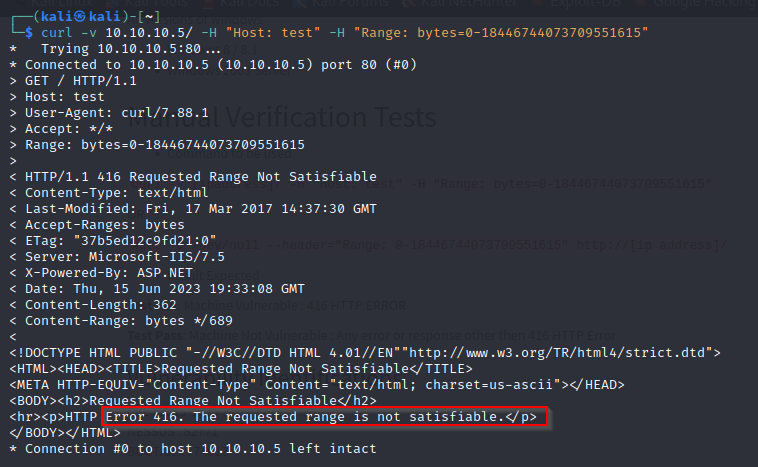 ┌──(kali㉿kali)-[~]
└─$ curl -v 10.10.10.5/ -H "Host: test" -H "Range: bytes=0-18446744073709551615"
*   Trying 10.10.10.5:80...
* Connected to 10.10.10.5 (10.10.10.5) port 80 (#0)
> GET / HTTP/1.1
> Host: test
> User-Agent: curl/7.88.1
> Accept: */*
> Range: bytes=0-18446744073709551615
>
< HTTP/1.1 416 Requested Range Not Satisfiable
< Content-Type: text/html
< Last-Modified: Fri, 17 Mar 2017 14:37:30 GMT
< Accept-Ranges: bytes
< ETag: "37b5ed12c9fd21:0"
< Server: Microsoft-IIS/7.5
< X-Powered-By: ASP.NET
< Date: Thu, 15 Jun 2023 19:33:08 GMT
< Content-Length: 362
< Content-Range: bytes */689
<
<!DOCTYPE HTML PUBLIC "-//W3C//DTD HTML 4.01//EN""http://www.w3.org/TR/html4/strict.dtd">
<HTML><HEAD><TITLE>Requested Range Not Satisfiable</TITLE>
<META HTTP-EQUIV="Content-Type" Content="text/html; charset=us-ascii"></HEAD>
<BODY><h2>Requested Range Not Satisfiable</h2>
<hr><p>HTTP Error 416. The requested range is not satisfiable.</p>
</BODY></HTML>
* Connection #0 to host 10.10.10.5 left intact
Manual Verification Tests